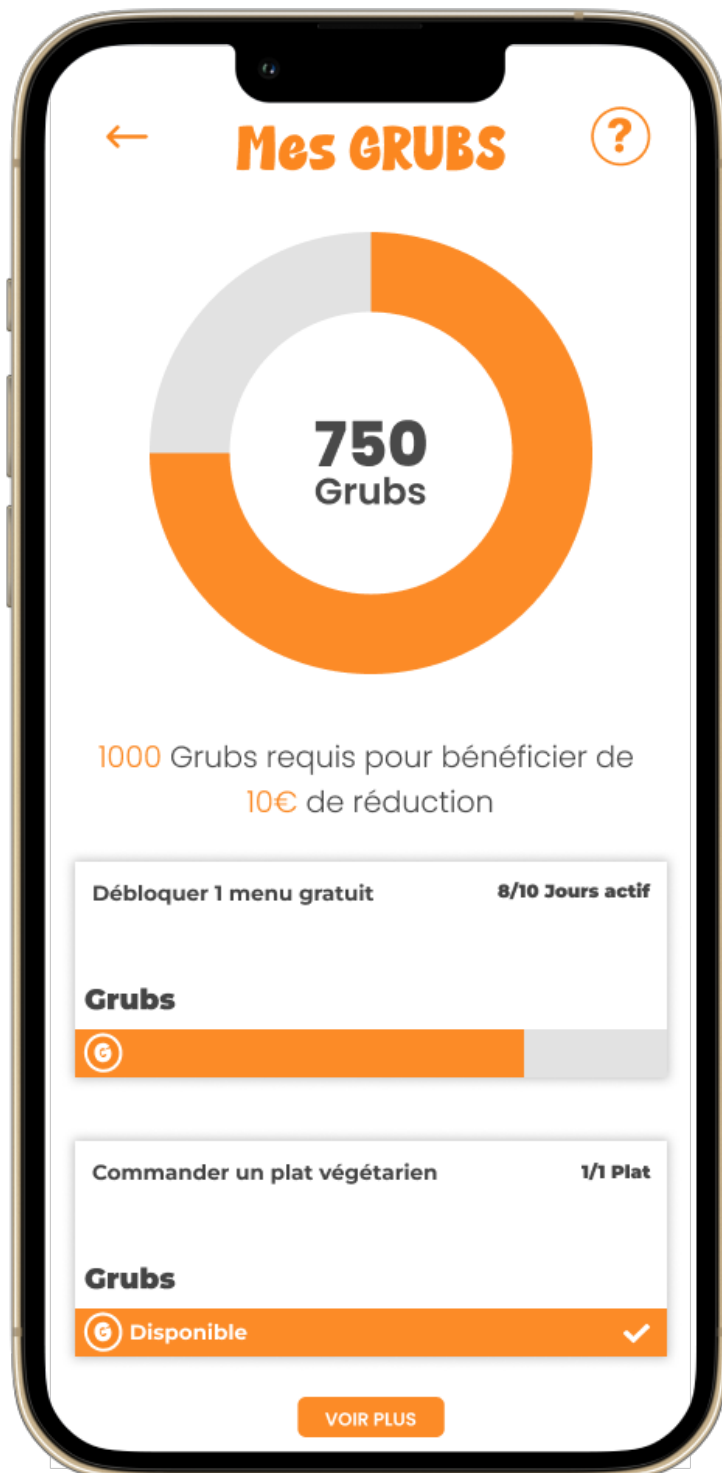 Mes GRUBS
?
750
Grubs
1000 Grubs requis pour bénéficier de
10€ de réduction
Débloquer 1 menu gratuit 8/10 Jours actif
Grubs
G
Commander un plat végétarien 1/1 Plat
Grubs
G Disponible
VOIR PLUS